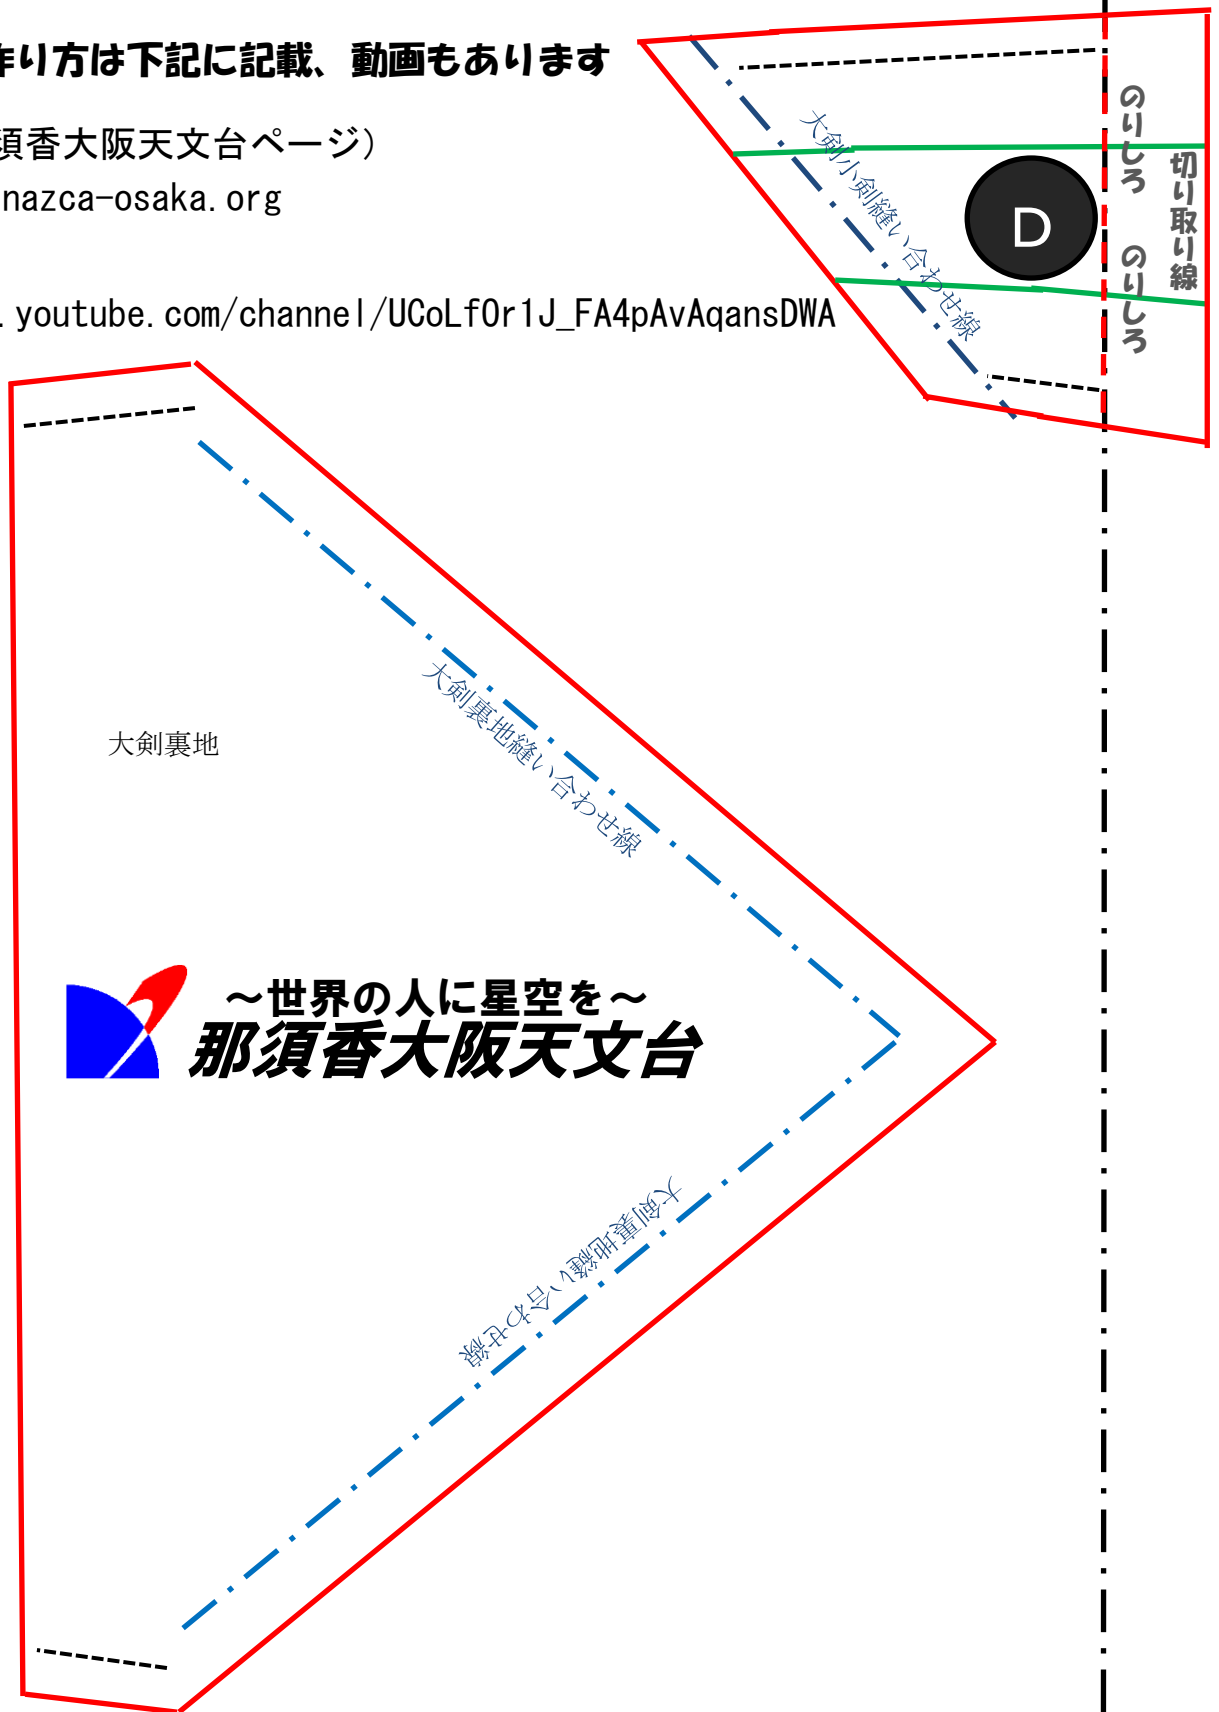 作り方は下記に記載、動画もあります
須香大阪天文台ページ）
nazca-osaka.org
.youtube.com/channel/UCoLf0r1J_FA4pAvAqansDWA
大剣小剣縫い合わせ線
D
のりしろ
のりしろ
切り取り線
大剣裏地縫い合わせ線
大剣裏地
～世界の人に星空を～
那須香大阪天文台
大剣裏地縫い合わせ線